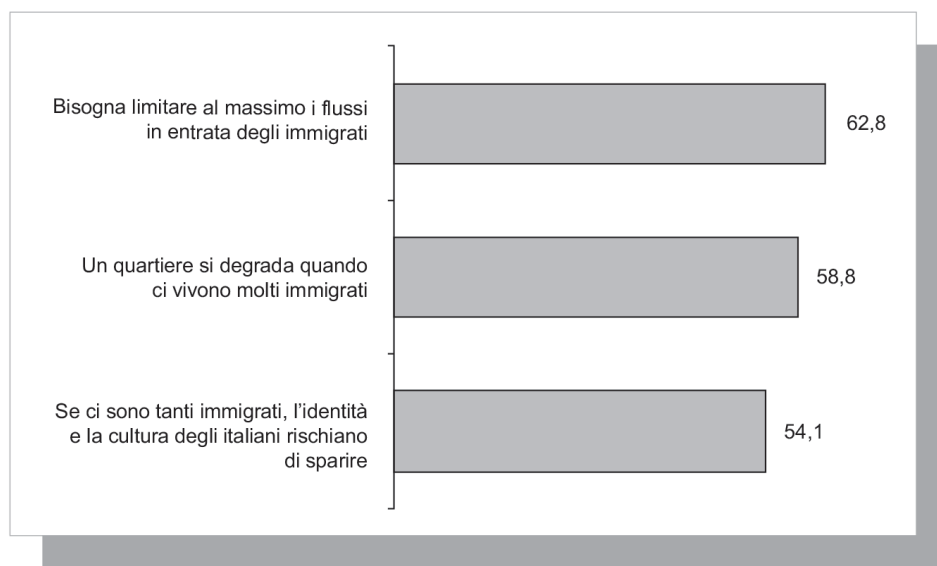 Bisogna limitare al massimo i flussi
in entrata degli immigrati
62,8
Un quartiere si degrada quando
ci vivono molti immigrati
58,8
Se ci sono tanti immigrati, l’identità
e la cultura degli italiani rischiano
di sparire
54,1